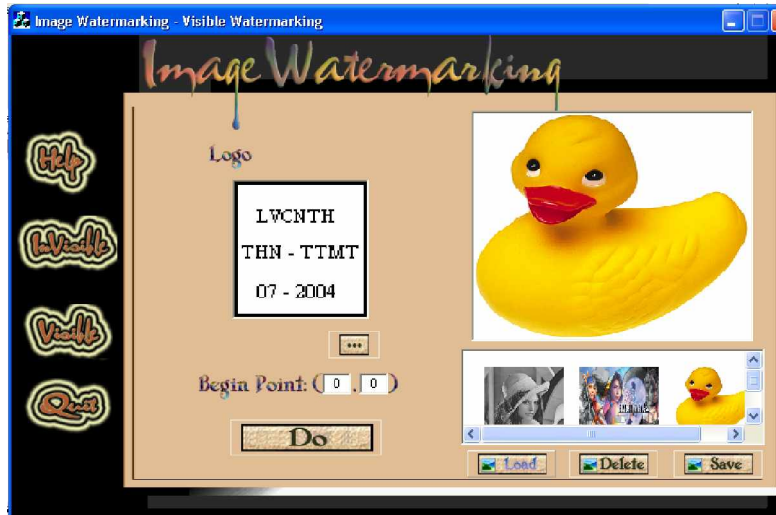 Image Watermarking - Visible Watermarking
Image Watermarking
Help
InVisible
Visible
Quit
Logo
LVCNTH
THN - TTMT
07 - 2004
...
Begin Point: ( 0 , 0 )
Do
Load
Delete
Save